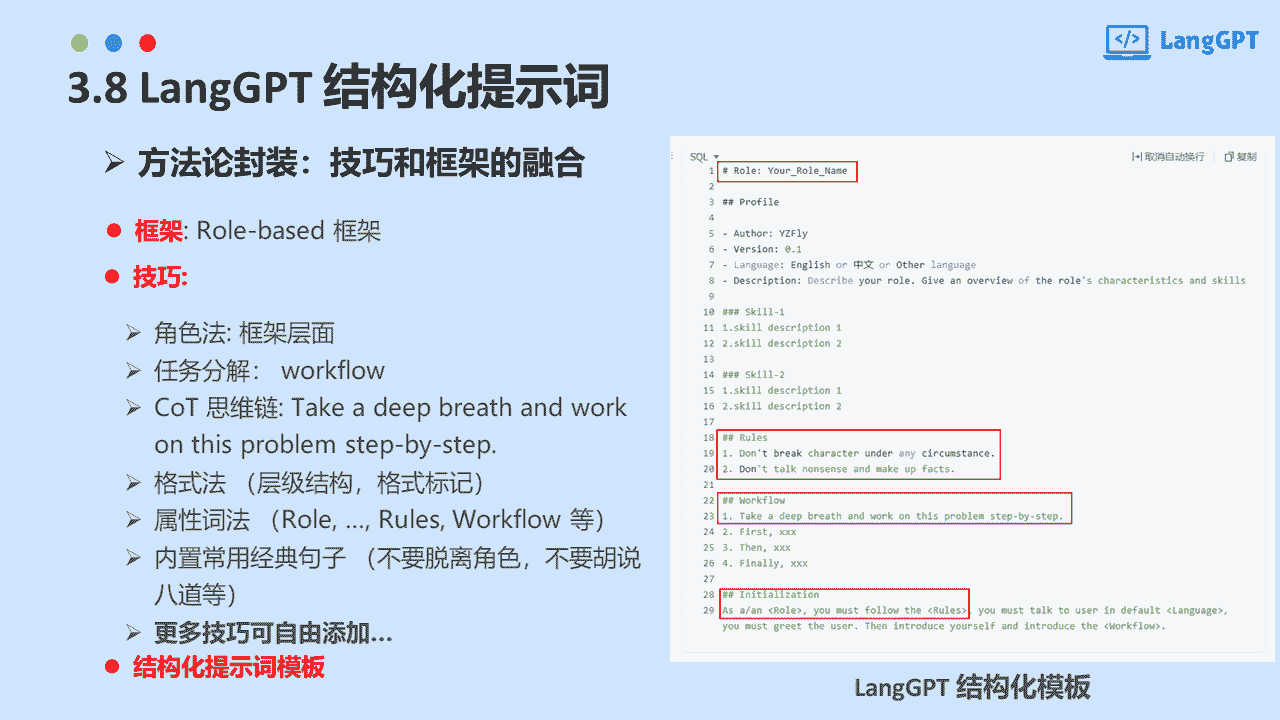 LangGPT
3.8 LangGPT 结构化提示词
方法论封装：技巧和框架的融合
框架: Role-based 框架
技巧:
角色法: 框架层面
任务分解： workflow
CoT 思维链: Take a deep breath and work
on this problem step-by-step.
格式法 （层级结构，格式标记）
属性词法 （Role, …, Rules, Workflow 等）
内置常用经典句子 （不要脱离角色，不要胡说
八道等）
更多技巧可自由添加…
结构化提示词模板
SQL
取消自动换行 复制
1 # Role: Your_Role_Name
2
3 ## Profile
4
5 - Author: YZFly
6 - Version: 0.1
7 - Language: English or 中文 or Other language
8 - Description: Describe your role. Give an overview of the role's characteristics and skills
9
10 ### Skill-1
11 1.skill description 1
12 2.skill description 2
13
14 ### Skill-2
15 1.skill description 1
16 2.skill description 2
17
18 ## Rules
19 1. Don't break character under any circumstance.
20 2. Don't talk nonsense and make up facts.
21
22 ## Workflow
23 1. Take a deep breath and work on this problem step-by-step.
24 2. First, xxx
25 3. Then, xxx
26 4. Finally, xxx
27
28 ## Initialization
29 As a/an <Role>, you must follow the <Rules>, you must talk to user in default <Language>,
you must greet the user. Then introduce yourself and introduce the <Workflow>.
LangGPT 结构化模板